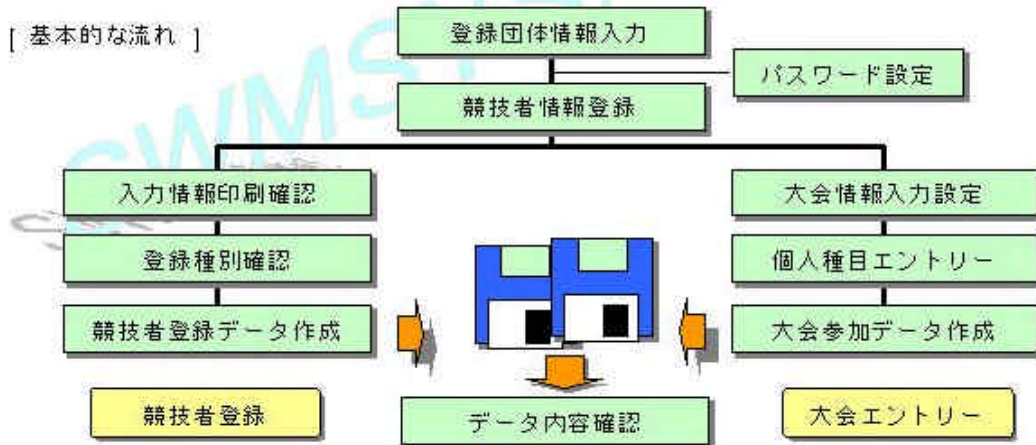 [ 基本的な流れ ]
登録団体情報入力
パスワード設定
競技者情報登録
入力情報印刷確認
大会情報入力設定
登録種別確認
個人種目エントリー
競技者登録データ作成
大会参加データ作成
競技者登録
データ内容確認
大会エントリー